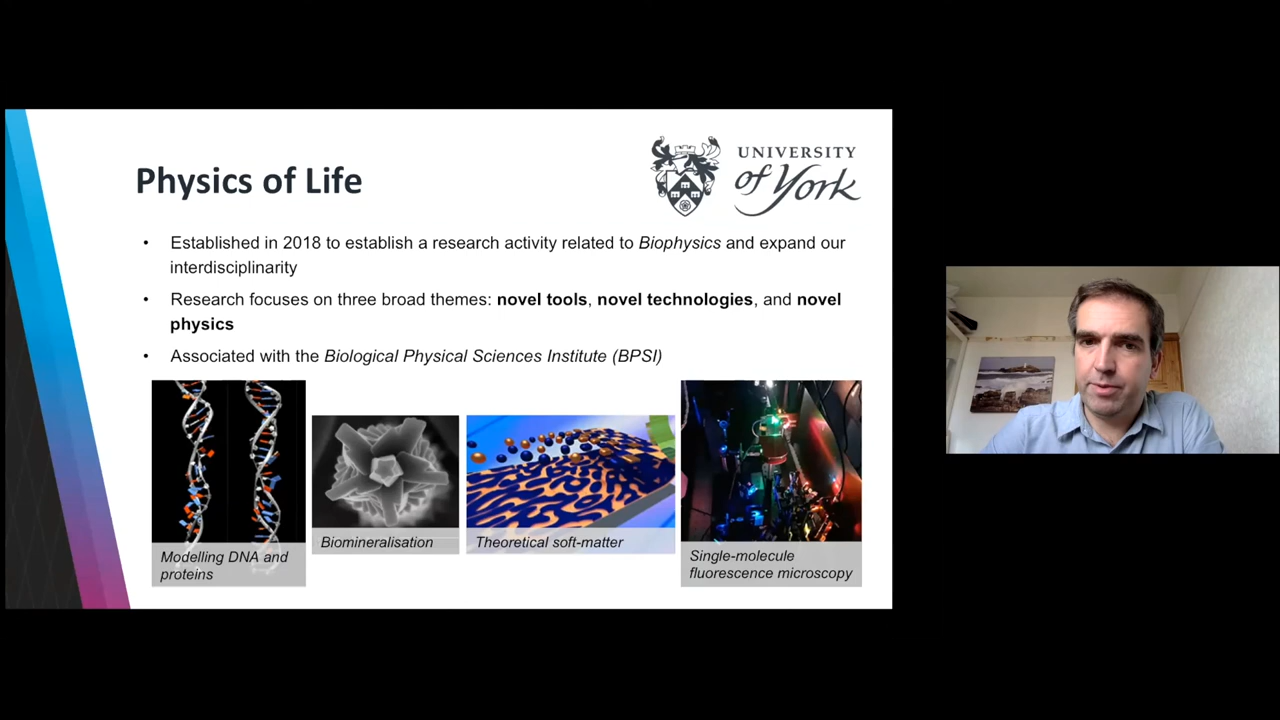 Physics of Life
UNIVERSITY
of York
• Established in 2018 to establish a research activity related to Biophysics and expand our
interdisciplinarity
• Research focuses on three broad themes: novel tools, novel technologies, and novel
physics
• Associated with the Biological Physical Sciences Institute (BPSI)
Modelling DNA and
proteins
Biomineralisation
Theoretical soft-matter
Single-molecule
fluorescence microscopy